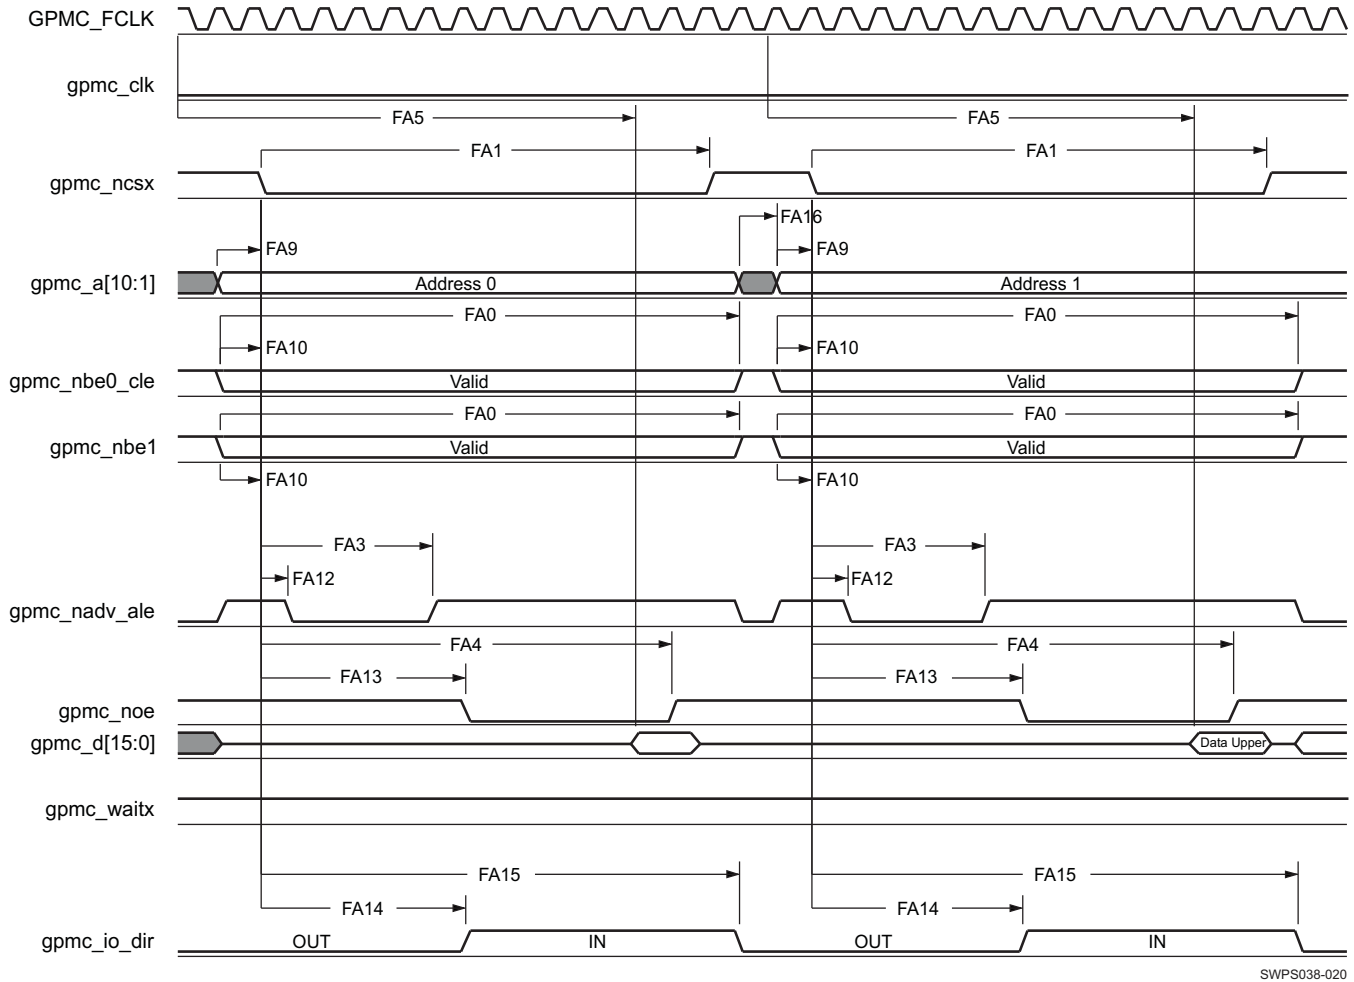 GPMC_FCLK
gpmc_clk
FA5 FA5
FA1 FA1
gpmc_ncsx
FA16
FA9 FA9
gpmc_a[10:1] Address 0 Address 1
FA0 FA0
FA10 FA10
gpmc_nbe0_cle Valid Valid
FA0 FA0
gpmc_nbe1 Valid Valid
FA10 FA10
FA3 FA3
FA12 FA12
gpmc_nadv_ale
FA4 FA4
FA13 FA13
gpmc_noe
gpmc_d[15:0] Data Upper
gpmc_waitx
FA15 FA15
FA14 FA14
gpmc_io_dir OUT IN OUT IN
SWPS038-020